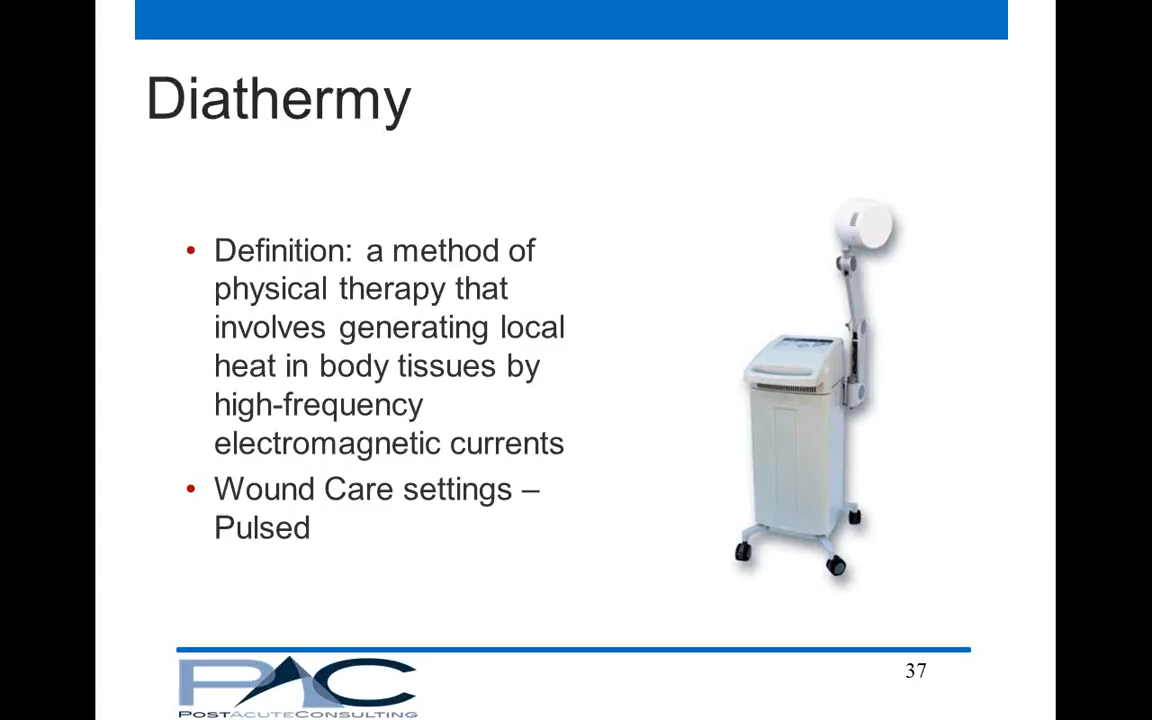 Diathermy
• Definition: a method of
physical therapy that
involves generating local
heat in body tissues by
high-frequency
electromagnetic currents
• Wound Care settings –
Pulsed
PAC
POSTACUTECONSULTING
37